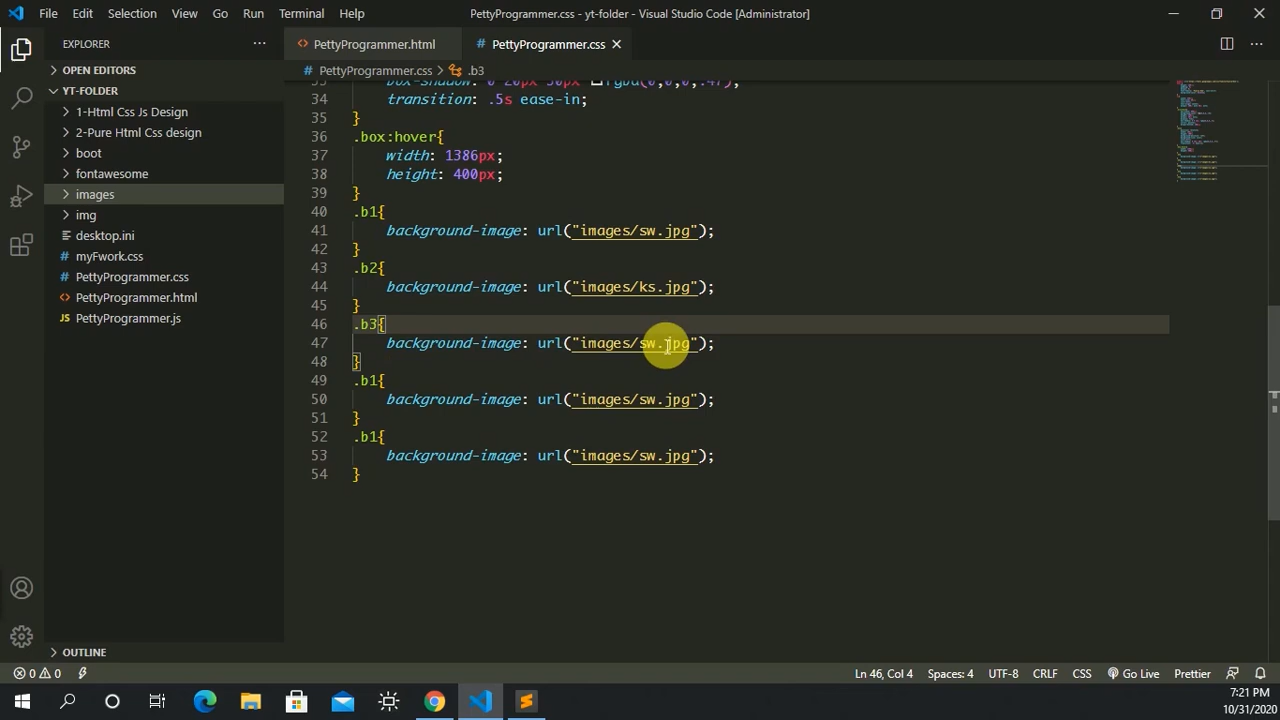 File Edit Selection View Go Run Terminal Help
PettyProgrammer.css - yt-folder - Visual Studio Code [Administrator]
EXPLORER
PettyProgrammer.html
PettyProgrammer.css
OPEN EDITORS
PettyProgrammer.css .b3
YT-FOLDER
1-Html Css Js Design
2-Pure Html Css design
boot
fontawesome
images
img
desktop.ini
myFwork.css
PettyProgrammer.css
PettyProgrammer.html
PettyProgrammer.js
OUTLINE
34 transition: .5s ease-in;
35 }
36 .box:hover{
37 width: 1386px;
38 height: 400px;
39 }
40 .b1{
41 background-image: url("images/sw.jpg");
42 }
43 .b2{
44 background-image: url("images/ks.jpg");
45 }
46 .b3{
47 background-image: url("images/sw.jpg");
48 }
49 .b1{
50 background-image: url("images/sw.jpg");
51 }
52 .b1{
53 background-image: url("images/sw.jpg");
54 }
0 0
Ln 46, Col 4 Spaces: 4 UTF-8 CRLF CSS Go Live Prettier
7:21 PM
10/31/2020